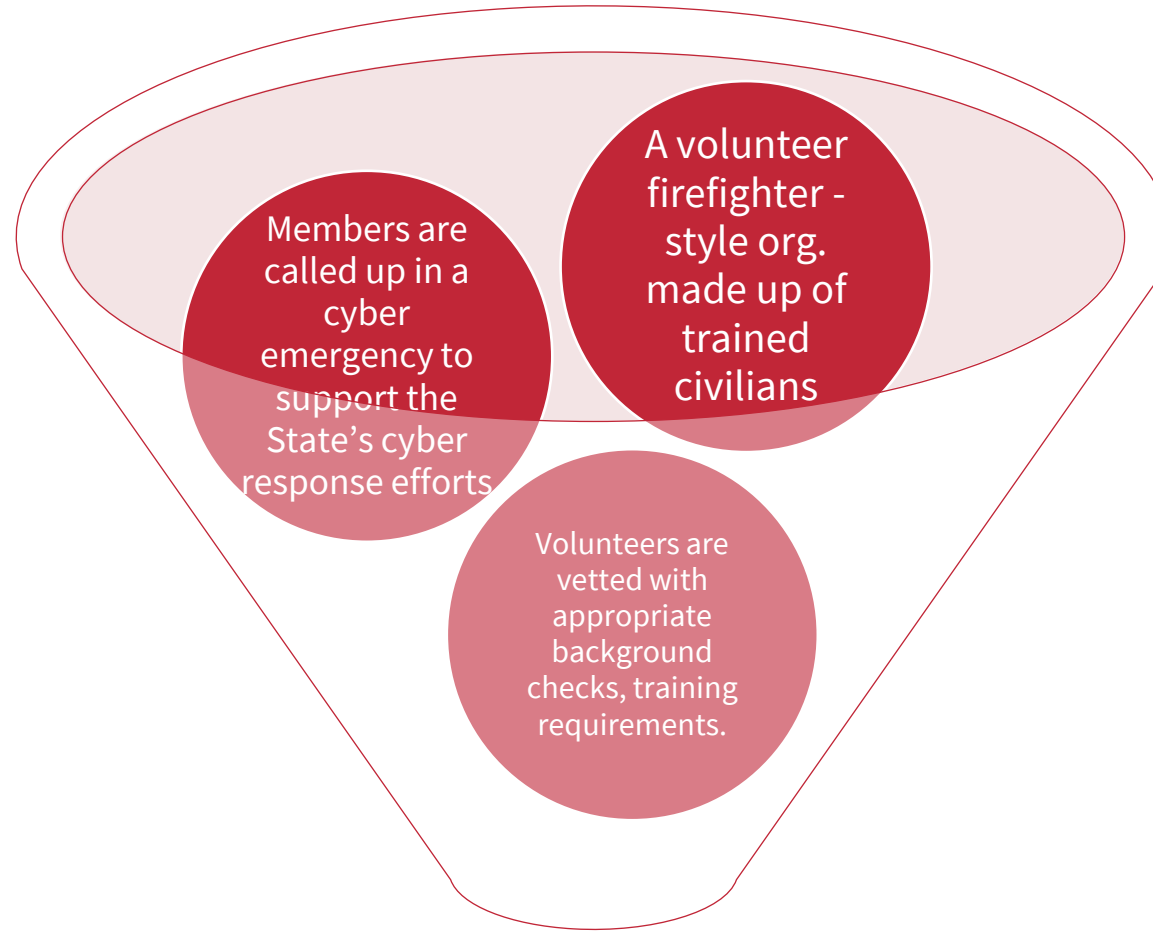 A volunteer
firefighter -
style org.
made up of
trained
civilians
Members are
called up in a
cyber
emergency to
support the
State’s cyber
response efforts
Volunteers are
vetted with
appropriate
background
checks, training
requirements.